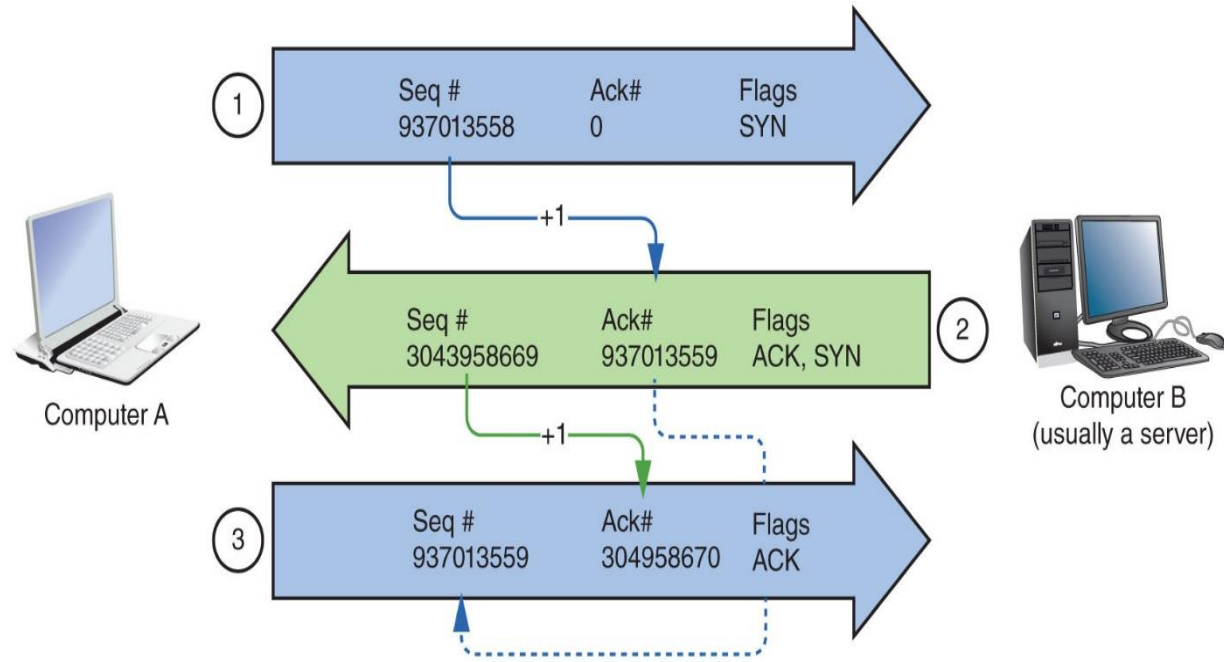 1
Seq # Ack# Flags
937013558 0 SYN
+1
Seq # Ack# Flags
3043958669 937013559 ACK, SYN
2
Computer A
Computer B
(usually a server)
+1
3
Seq # Ack# Flags
937013559 304958670 ACK